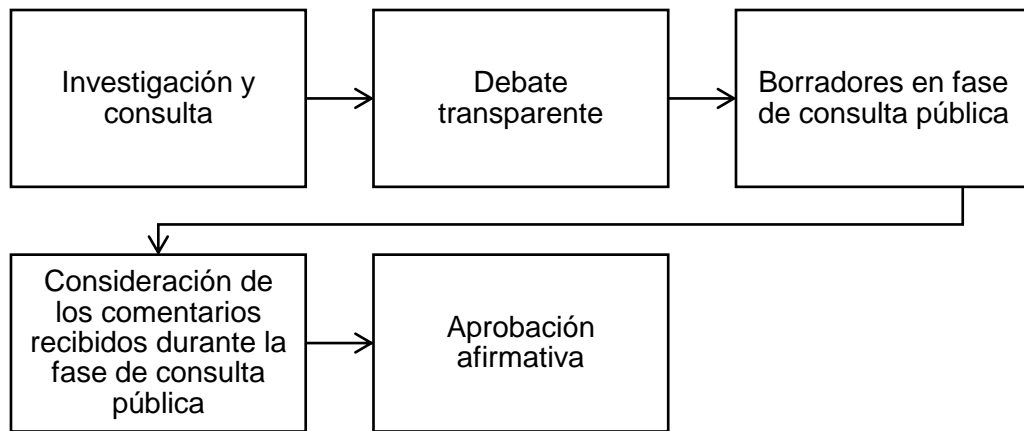 Investigación y
consulta
Debate
transparente
Borradores en fase
de consulta pública
Consideración de
los comentarios
recibidos durante la
fase de consulta
pública
Aprobación
afirmativa